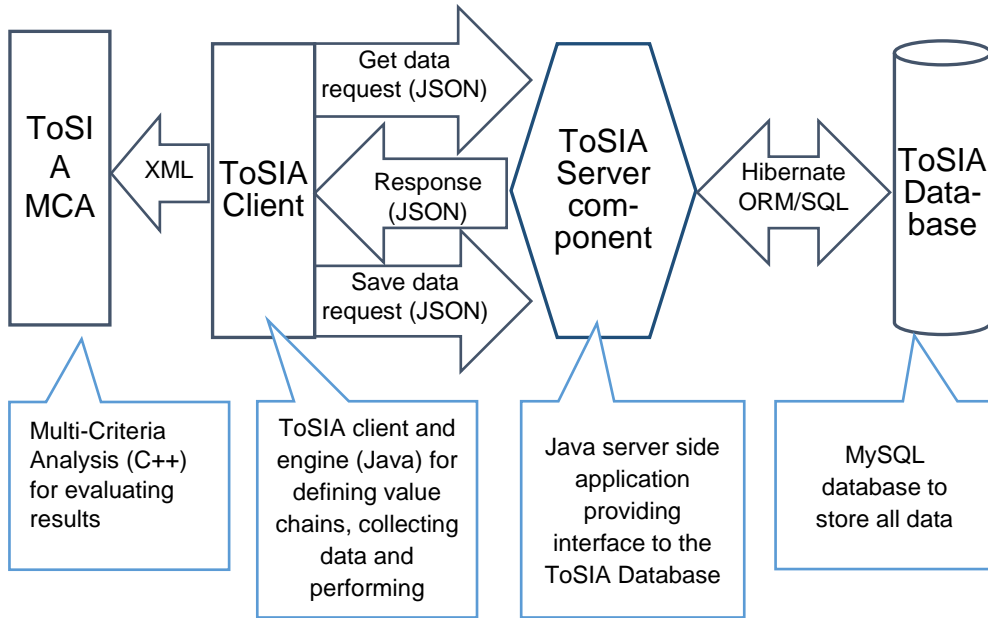 ToSI
A
MCA
XML
ToSIA
Client
Get data
request (JSON)
Response
(JSON)
Save data
request (JSON)
ToSIA
Server
com-
ponent
Hibernate
ORM/SQL
ToSIA
Data-
base
Multi-Criteria
Analysis (C++)
for evaluating
results
ToSIA client and
engine (Java) for
defining value
chains, collecting
data and
performing
Java server side
application
providing
interface to the
ToSIA Database
MySQL
database to
store all data